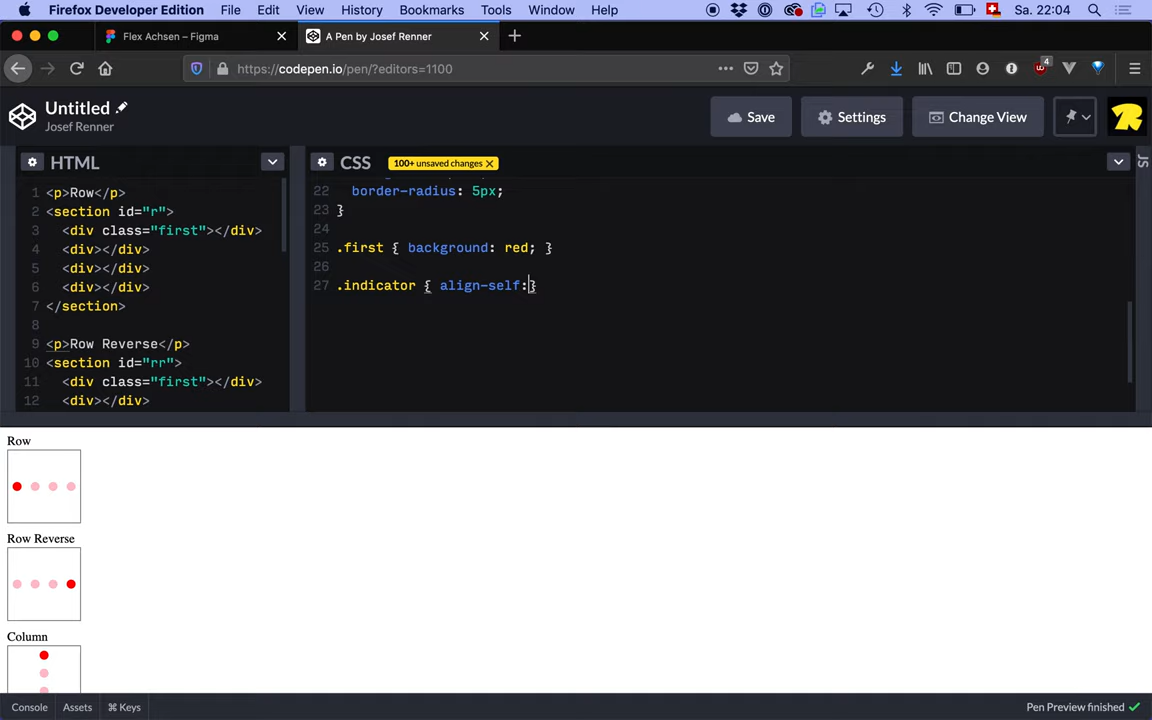 Firefox Developer Edition File Edit View History Bookmarks Tools Window Help Sa. 22:04
Flex Achsen – Figma
A Pen by Josef Renner
https://codepen.io/pen/?editors=1100
4
Untitled
Josef Renner
Save
Settings
Change View
HTML
1 <p>Row</p>
2 <section id="r">
3 <div class="first"></div>
4 <div></div>
5 <div></div>
6 <div></div>
7 </section>
8
9 <p>Row Reverse</p>
10 <section id="rr">
11 <div class="first"></div>
12 <div></div>
CSS 100+ unsaved changes ×
22 border-radius: 5px;
23 }
24
25 .first { background: red; }
26
27 .indicator { align-self:}
JS
Row
Row Reverse
Column
Console Assets ⌘ Keys Pen Preview finished